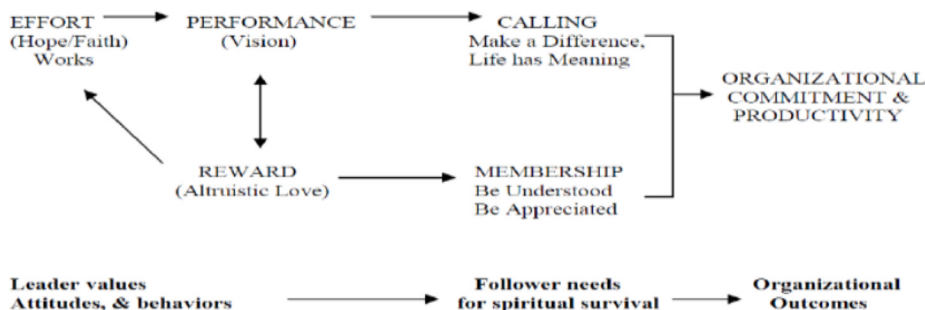 EFFORT
(Hope/Faith)
Works
PERFORMANCE
(Vision)
CALLING
Make a Difference,
Life has Meaning
ORGANIZATIONAL
COMMITMENT &
PRODUCTIVITY
REWARD
(Altruistic Love)
MEMBERSHIP
Be Understood
Be Appreciated
Leader values
Attitudes, & behaviors
Follower needs
for spiritual survival
Organizational
Outcomes